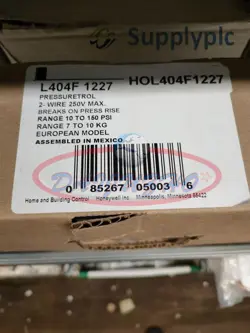 Supplyplc
L404F 1227
HOL404F1227
PRESSURETROL
2- WIRE 250V MAX.
BREAKS ON PRESS RISE
RANGE 10 TO 150 PSI
RANGE 7 TO 10 KG
EUROPEAN MODEL
ASSEMBLED IN MEXICO
0 85267 05003 6
Home and Building Control Honeywell Inc Minneapolis, Minnesota 55422